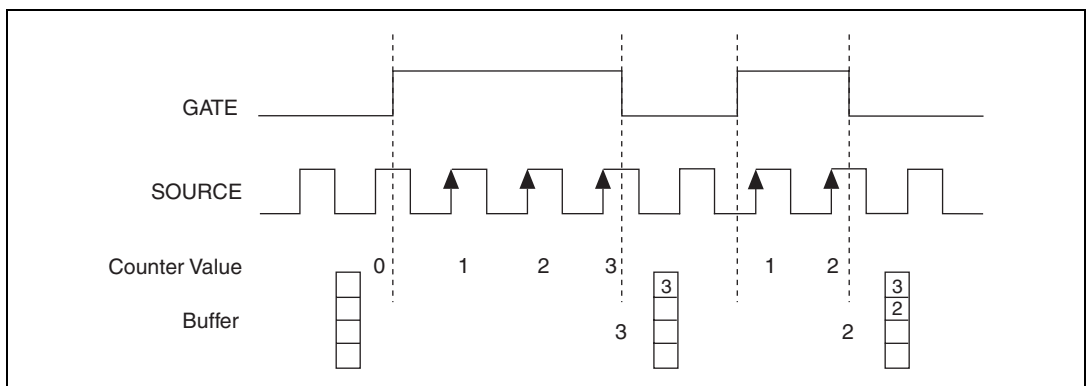 GATE
SOURCE
Counter Value 0 1 2 3 1 2
3 3
2
Buffer
3 2